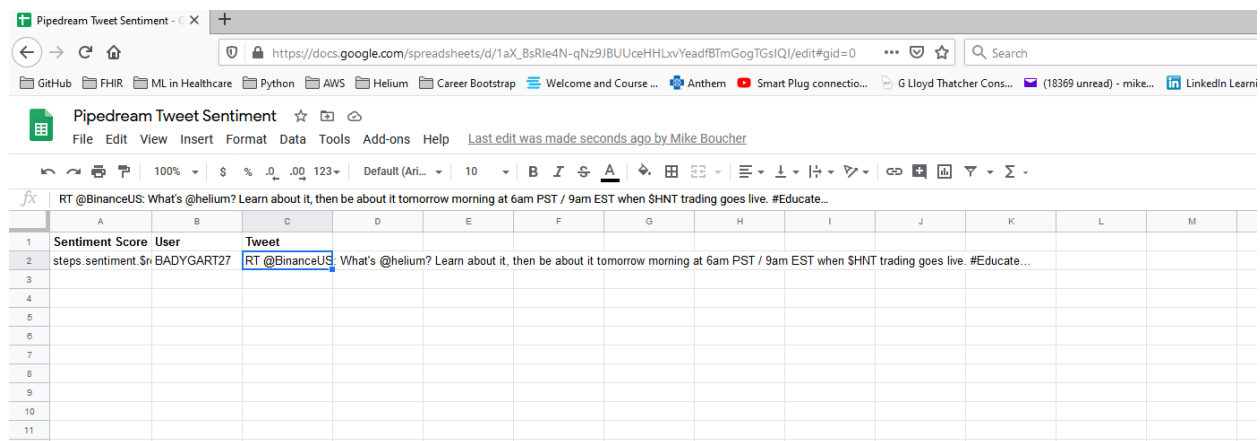 Pipedream Tweet Sentiment - G
https://docs.google.com/spreadsheets/d/1aX_BsRIe4N-qNz9JBUUceHHLxvYeadfBTmGogTGsIQI/edit#gid=0 Search
GitHub FHIR ML in Healthcare Python AWS Helium Career Bootstrap Welcome and Course ... Anthem Smart Plug connectio... G Lloyd Thatcher Cons... (18369 unread) - mike... LinkedIn Learni
Pipedream Tweet Sentiment
File Edit View Insert Format Data Tools Add-ons Help Last edit was made seconds ago by Mike Boucher
100% $ % .0 .00 123 Default (Ari... 10 B I S A Σ
fx RT @BinanceUS: What's @helium? Learn about it, then be about it tomorrow morning at 6am PST / 9am EST when $HNT trading goes live. #Educate…
A B C D E F G H I J K L M
1 Sentiment Score User Tweet
2 steps.sentiment.$r BADYGART27 RT @BinanceUS: What's @helium? Learn about it, then be about it tomorrow morning at 6am PST / 9am EST when $HNT trading goes live. #Educate…
3
4
5
6
7
8
9
10
11